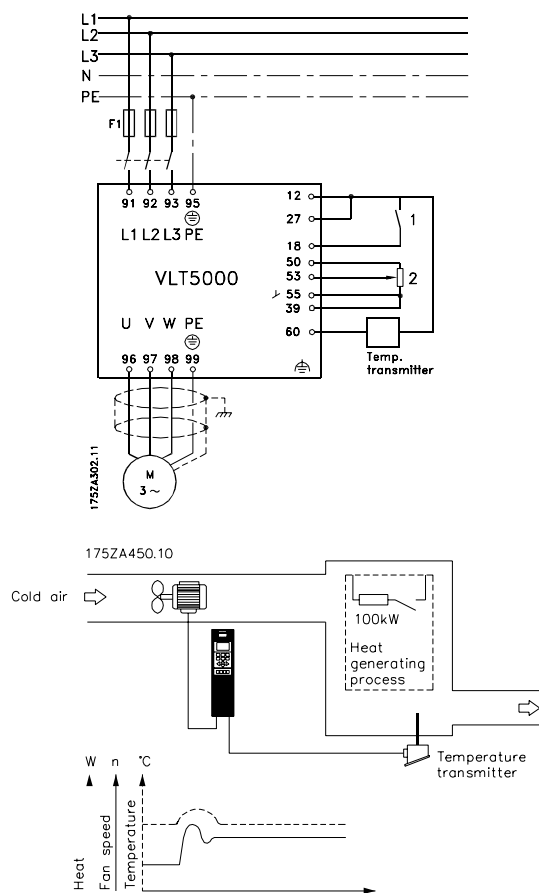 L1
L2
L3
N
PE
F1
91 92 93 95
L1 L2 L3 PE
VLT5000
U V W PE
96 97 98 99
12
27
18
50
53
55
39
60
1
2
Temp.
transmitter
M
3 ~
175ZA302.11
175ZA450.10
Cold air
100kW
Heat
generating
process
Temperature
transmitter
W n °C
Heat
Fan speed
Temperature